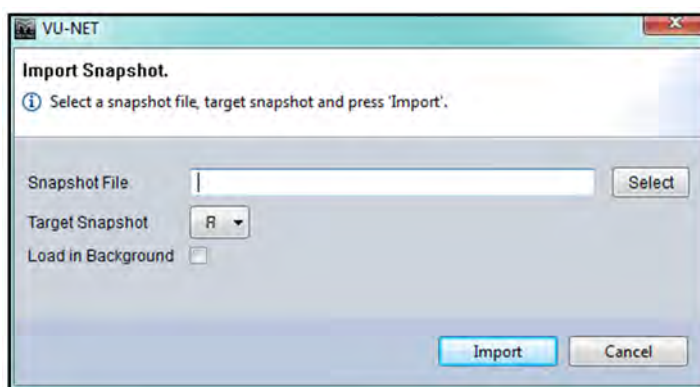 VU-NET
Import Snapshot.
Select a snapshot file, target snapshot and press 'Import'.
Snapshot File
Select
Target Snapshot
R
Load in Background
Import
Cancel